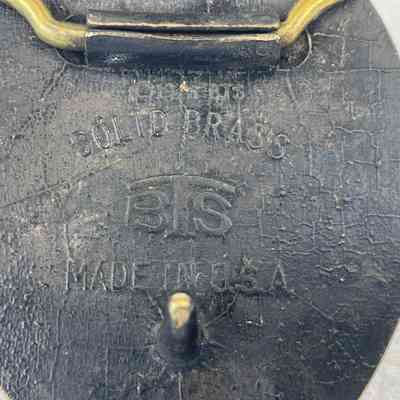 SOLID BRASS
BTS
MADE IN U.S.A